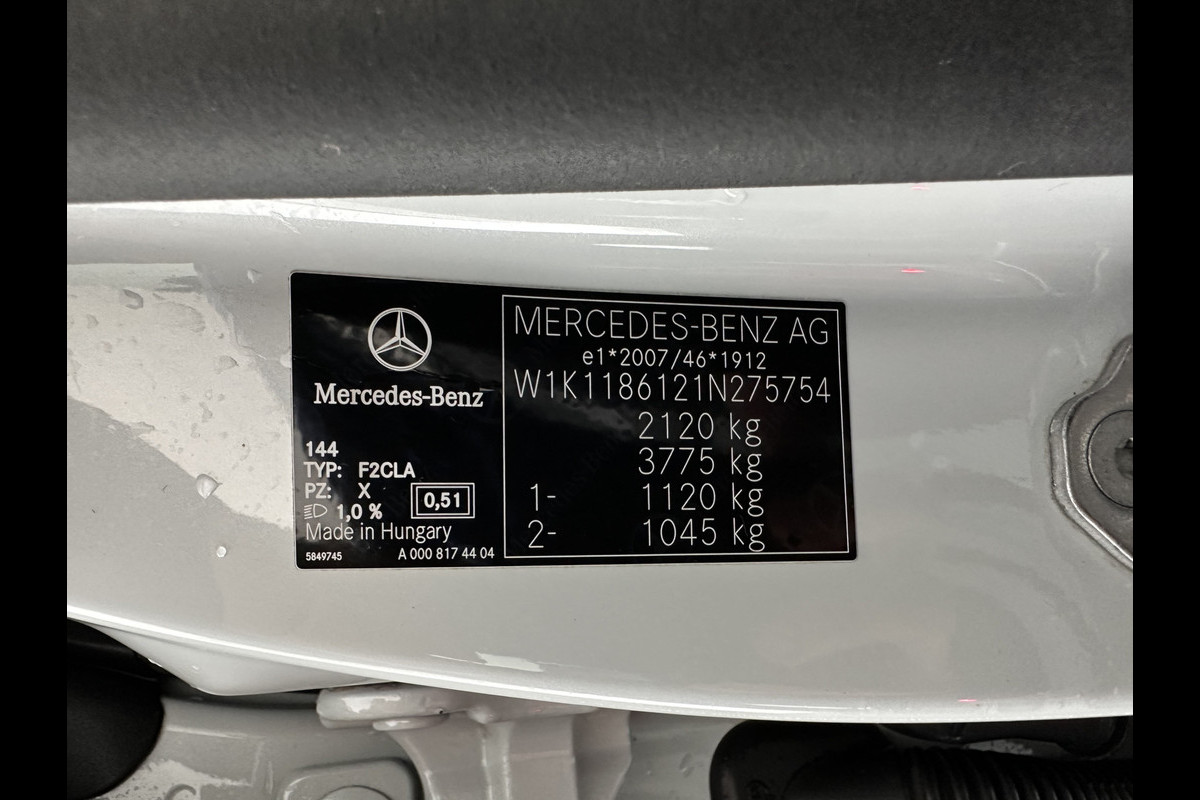 Mercedes-Benz
144
TYP: F2CLA
PZ: X
1,0 %
0,51
Made in Hungary
5849745
A 000 817 44 04
MERCEDES-BENZ AG
e1*2007/46*1912
W1K1186121N275754
2120 kg
3775 kg
1- 1120 kg
2- 1045 kg